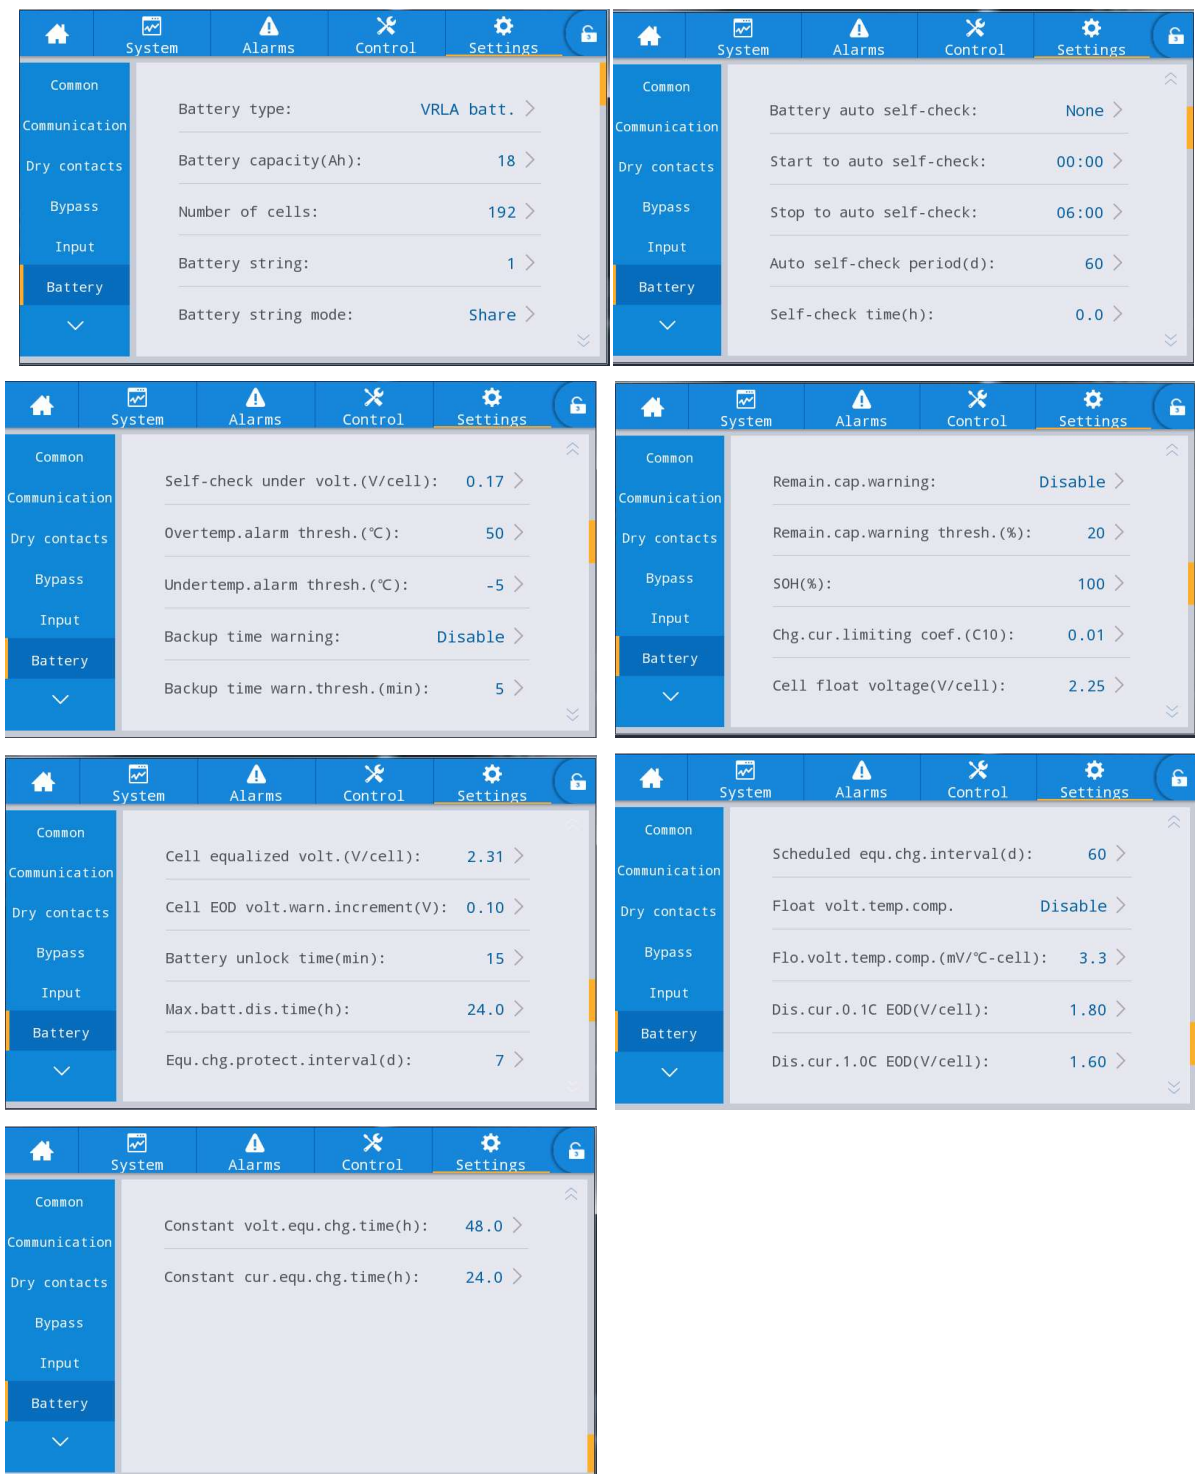 System Alarms Control Settings
3
Common
Communication
Dry contacts
Bypass
Input
Battery
Battery type: VRLA batt.
Battery capacity(Ah): 18
Number of cells: 192
Battery string: 1
Battery string mode: Share
System Alarms Control Settings
3
Common
Communication
Dry contacts
Bypass
Input
Battery
Battery auto self-check: None
Start to auto self-check: 00:00
Stop to auto self-check: 06:00
Auto self-check period(d): 60
Self-check time(h): 0.0
System Alarms Control Settings
3
Common
Communication
Dry contacts
Bypass
Input
Battery
Self-check under volt.(V/cell): 0.17
Overtemp.alarm thresh.(℃): 50
Undertemp.alarm thresh.(℃): -5
Backup time warning: Disable
Backup time warn.thresh.(min): 5
System Alarms Control Settings
3
Common
Communication
Dry contacts
Bypass
Input
Battery
Remain.cap.warning: Disable
Remain.cap.warning thresh.(%): 20
SOH(%): 100
Chg.cur.limiting coef.(C10): 0.01
Cell float voltage(V/cell): 2.25
System Alarms Control Settings
3
Common
Communication
Dry contacts
Bypass
Input
Battery
Cell equalized volt.(V/cell): 2.31
Cell EOD volt.warn.increment(V): 0.10
Battery unlock time(min): 15
Max.batt.dis.time(h): 24.0
Equ.chg.protect.interval(d): 7
System Alarms Control Settings
3
Common
Communication
Dry contacts
Bypass
Input
Battery
Scheduled equ.chg.interval(d): 60
Float volt.temp.comp. Disable
Flo.volt.temp.comp.(mV/℃-cell): 3.3
Dis.cur.0.1C EOD(V/cell): 1.80
Dis.cur.1.0C EOD(V/cell): 1.60
System Alarms Control Settings
3
Common
Communication
Dry contacts
Bypass
Input
Battery
Constant volt.equ.chg.time(h): 48.0
Constant cur.equ.chg.time(h): 24.0